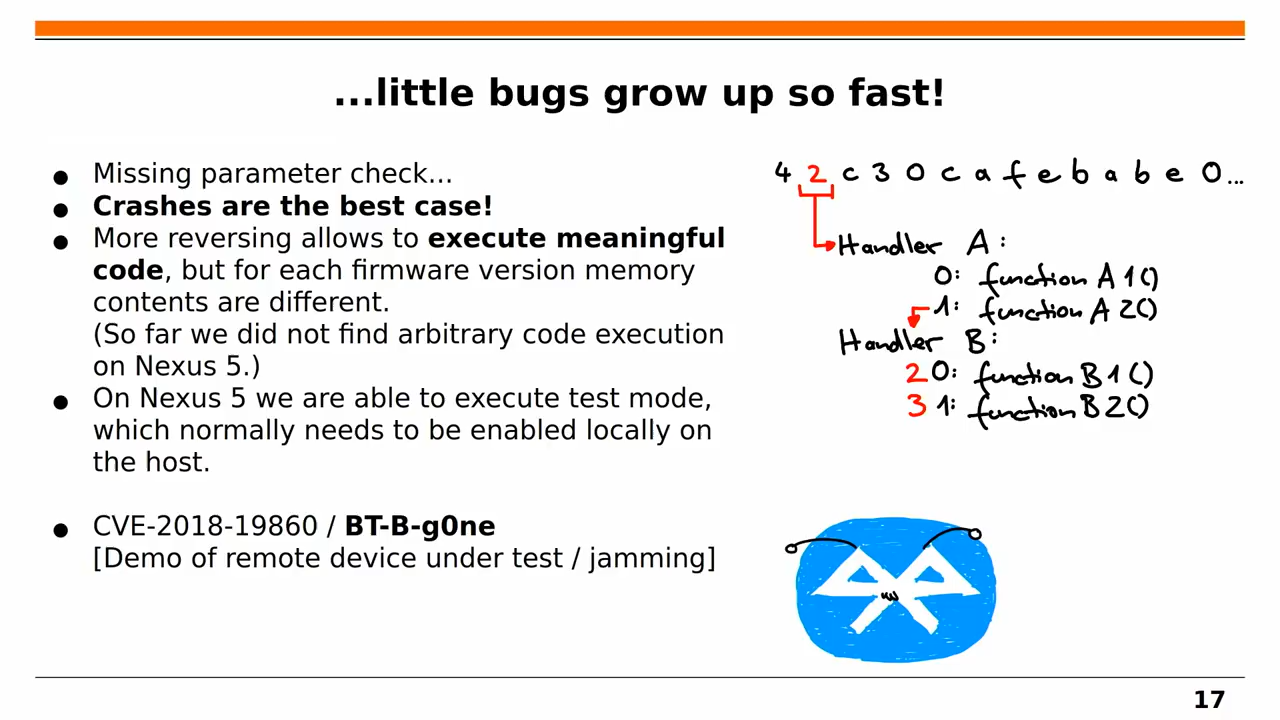 ...little bugs grow up so fast!
● Missing parameter check...
● Crashes are the best case!
● More reversing allows to execute meaningful
code, but for each firmware version memory
contents are different.
(So far we did not find arbitrary code execution
on Nexus 5.)
● On Nexus 5 we are able to execute test mode,
which normally needs to be enabled locally on
the host.
● CVE-2018-19860 / BT-B-g0ne
[Demo of remote device under test / jamming]
4 2 c 3 0 c a f e b a b e 0...
Handler A:
0: function A1()
1: function A2()
Handler B:
2 0: function B1()
3 1: function B2()
17